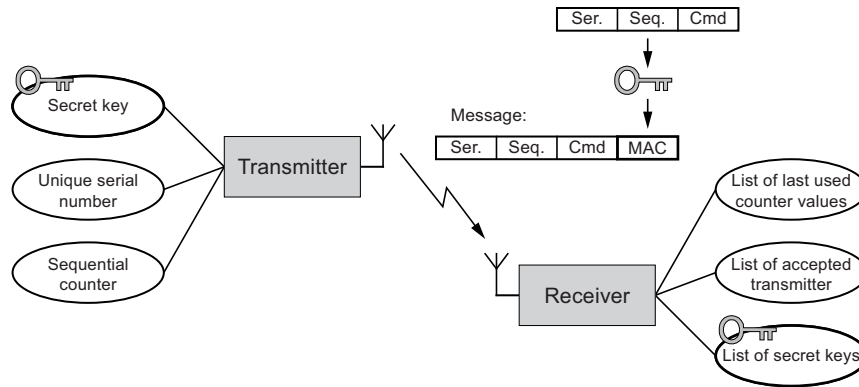 Ser. Seq. Cmd
Secret key
Message:
Ser. Seq. Cmd MAC
Transmitter
Unique serial
number
List of last used
counter values
Sequential
counter
List of accepted
transmitter
Receiver
List of secret keys